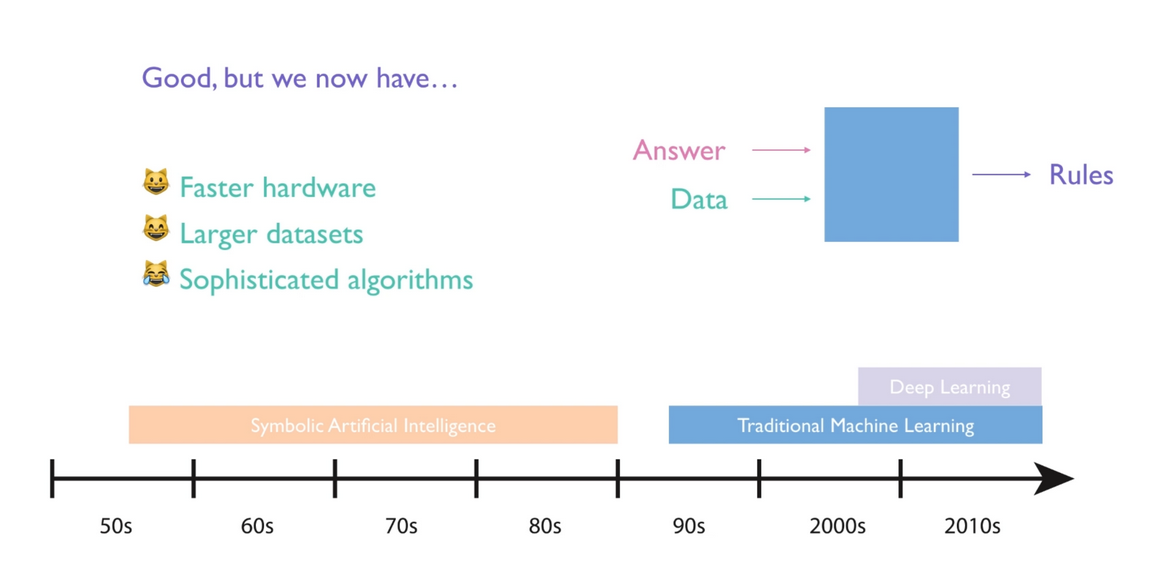 Good, but we now have…
😺 Faster hardware
😸 Larger datasets
😹 Sophisticated algorithms
Answer
Data
Rules
Deep Learning
Symbolic Artificial Intelligence
Traditional Machine Learning
50s
60s
70s
80s
90s
2000s
2010s